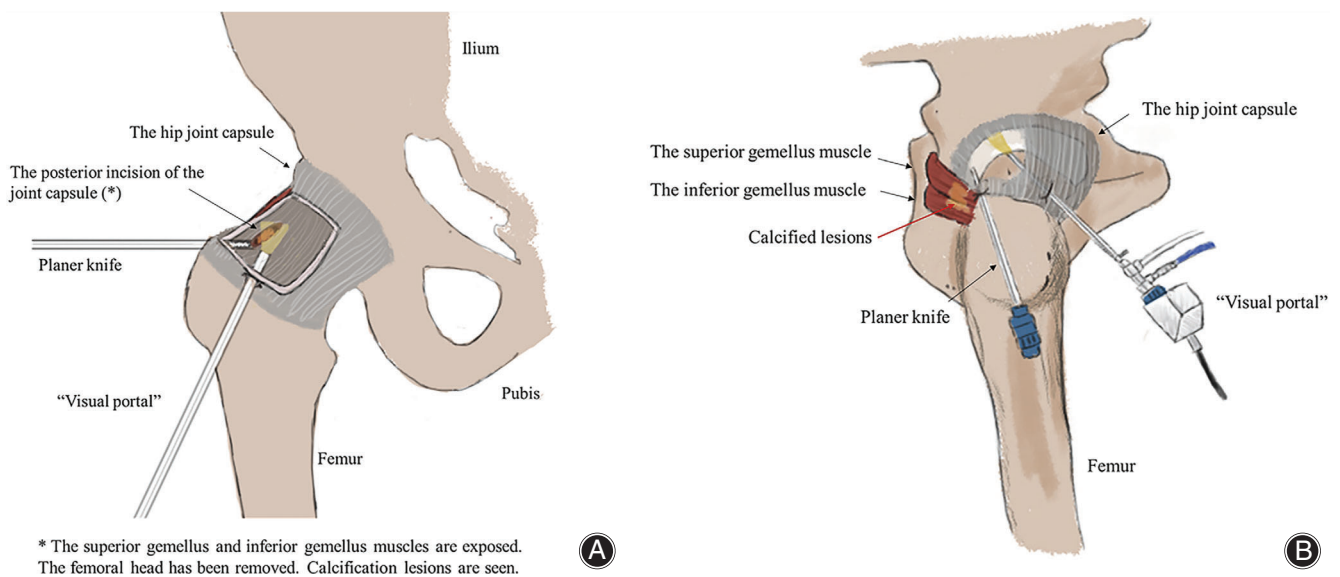 Ilium
The hip joint capsule
The posterior incision of the
joint capsule (*)
Planer knife
“Visual portal”
Pubis
Femur
* The superior gemellus and inferior gemellus muscles are exposed.
The femoral head has been removed. Calcification lesions are seen.
A
The hip joint capsule
The superior gemellus muscle
The inferior gemellus muscle
Calcified lesions
Planer knife
“Visual portal”
Femur
B